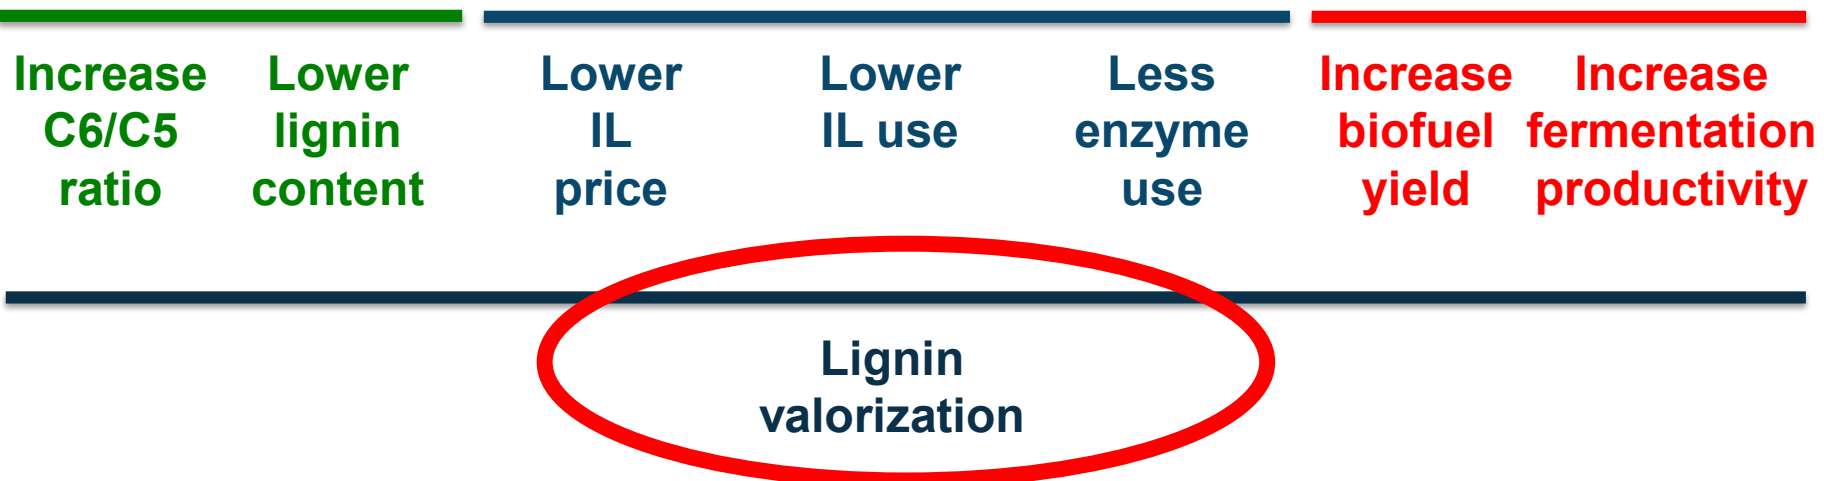 Increase
C6/C5
ratio
Lower
lignin
content
Lower
IL
price
Lower
IL use
Less
enzyme
use
Increase
biofuel
yield
Increase
fermentation
productivity
Lignin
valorization